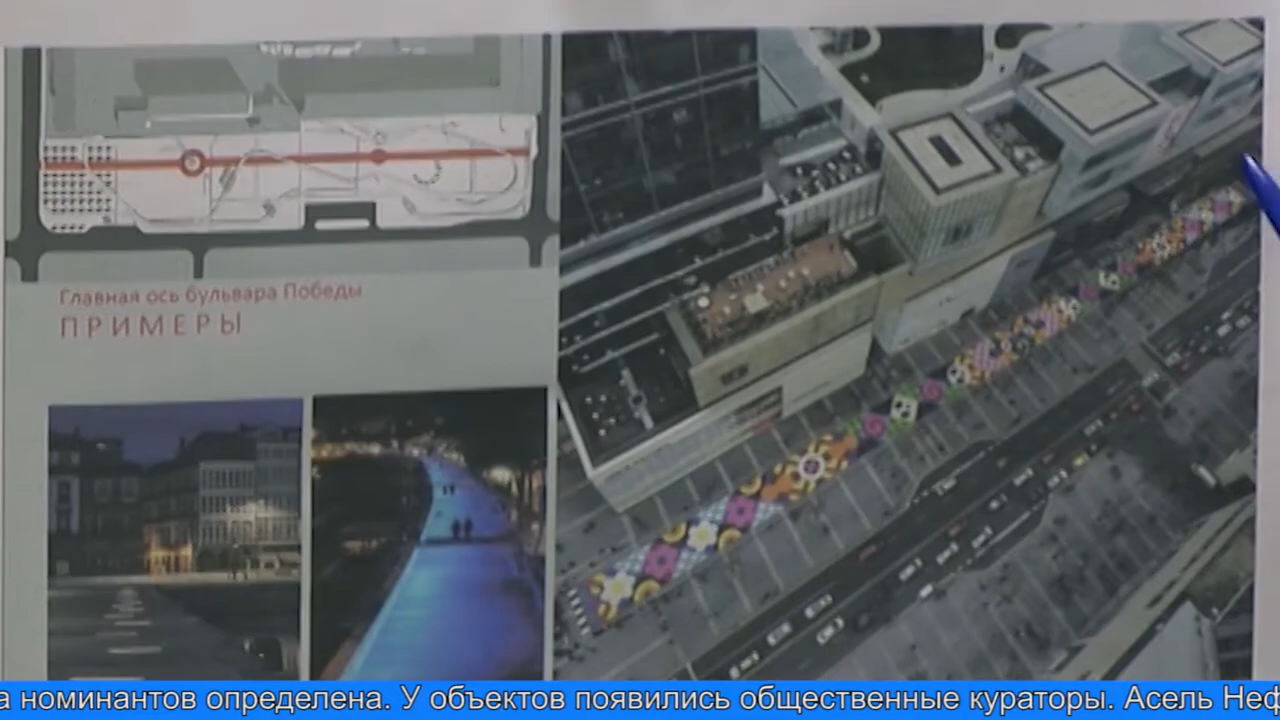 Главная ось бульвара Победы
ПРИМЕРЫ
а номинантов определена. У объектов появились общественные кураторы. Асель Неф